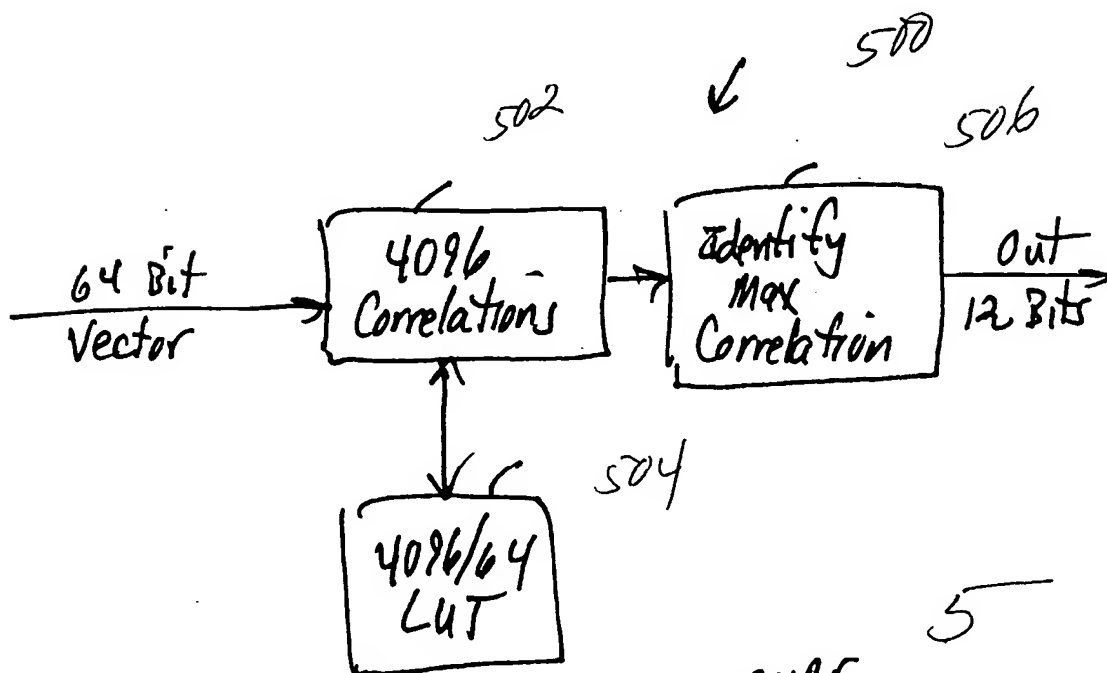 500
502
506
64 Bit
Vector
4096
Correlations
Identify
Max
Correlation
Out
12 Bits
504
4096/64
LUT
5